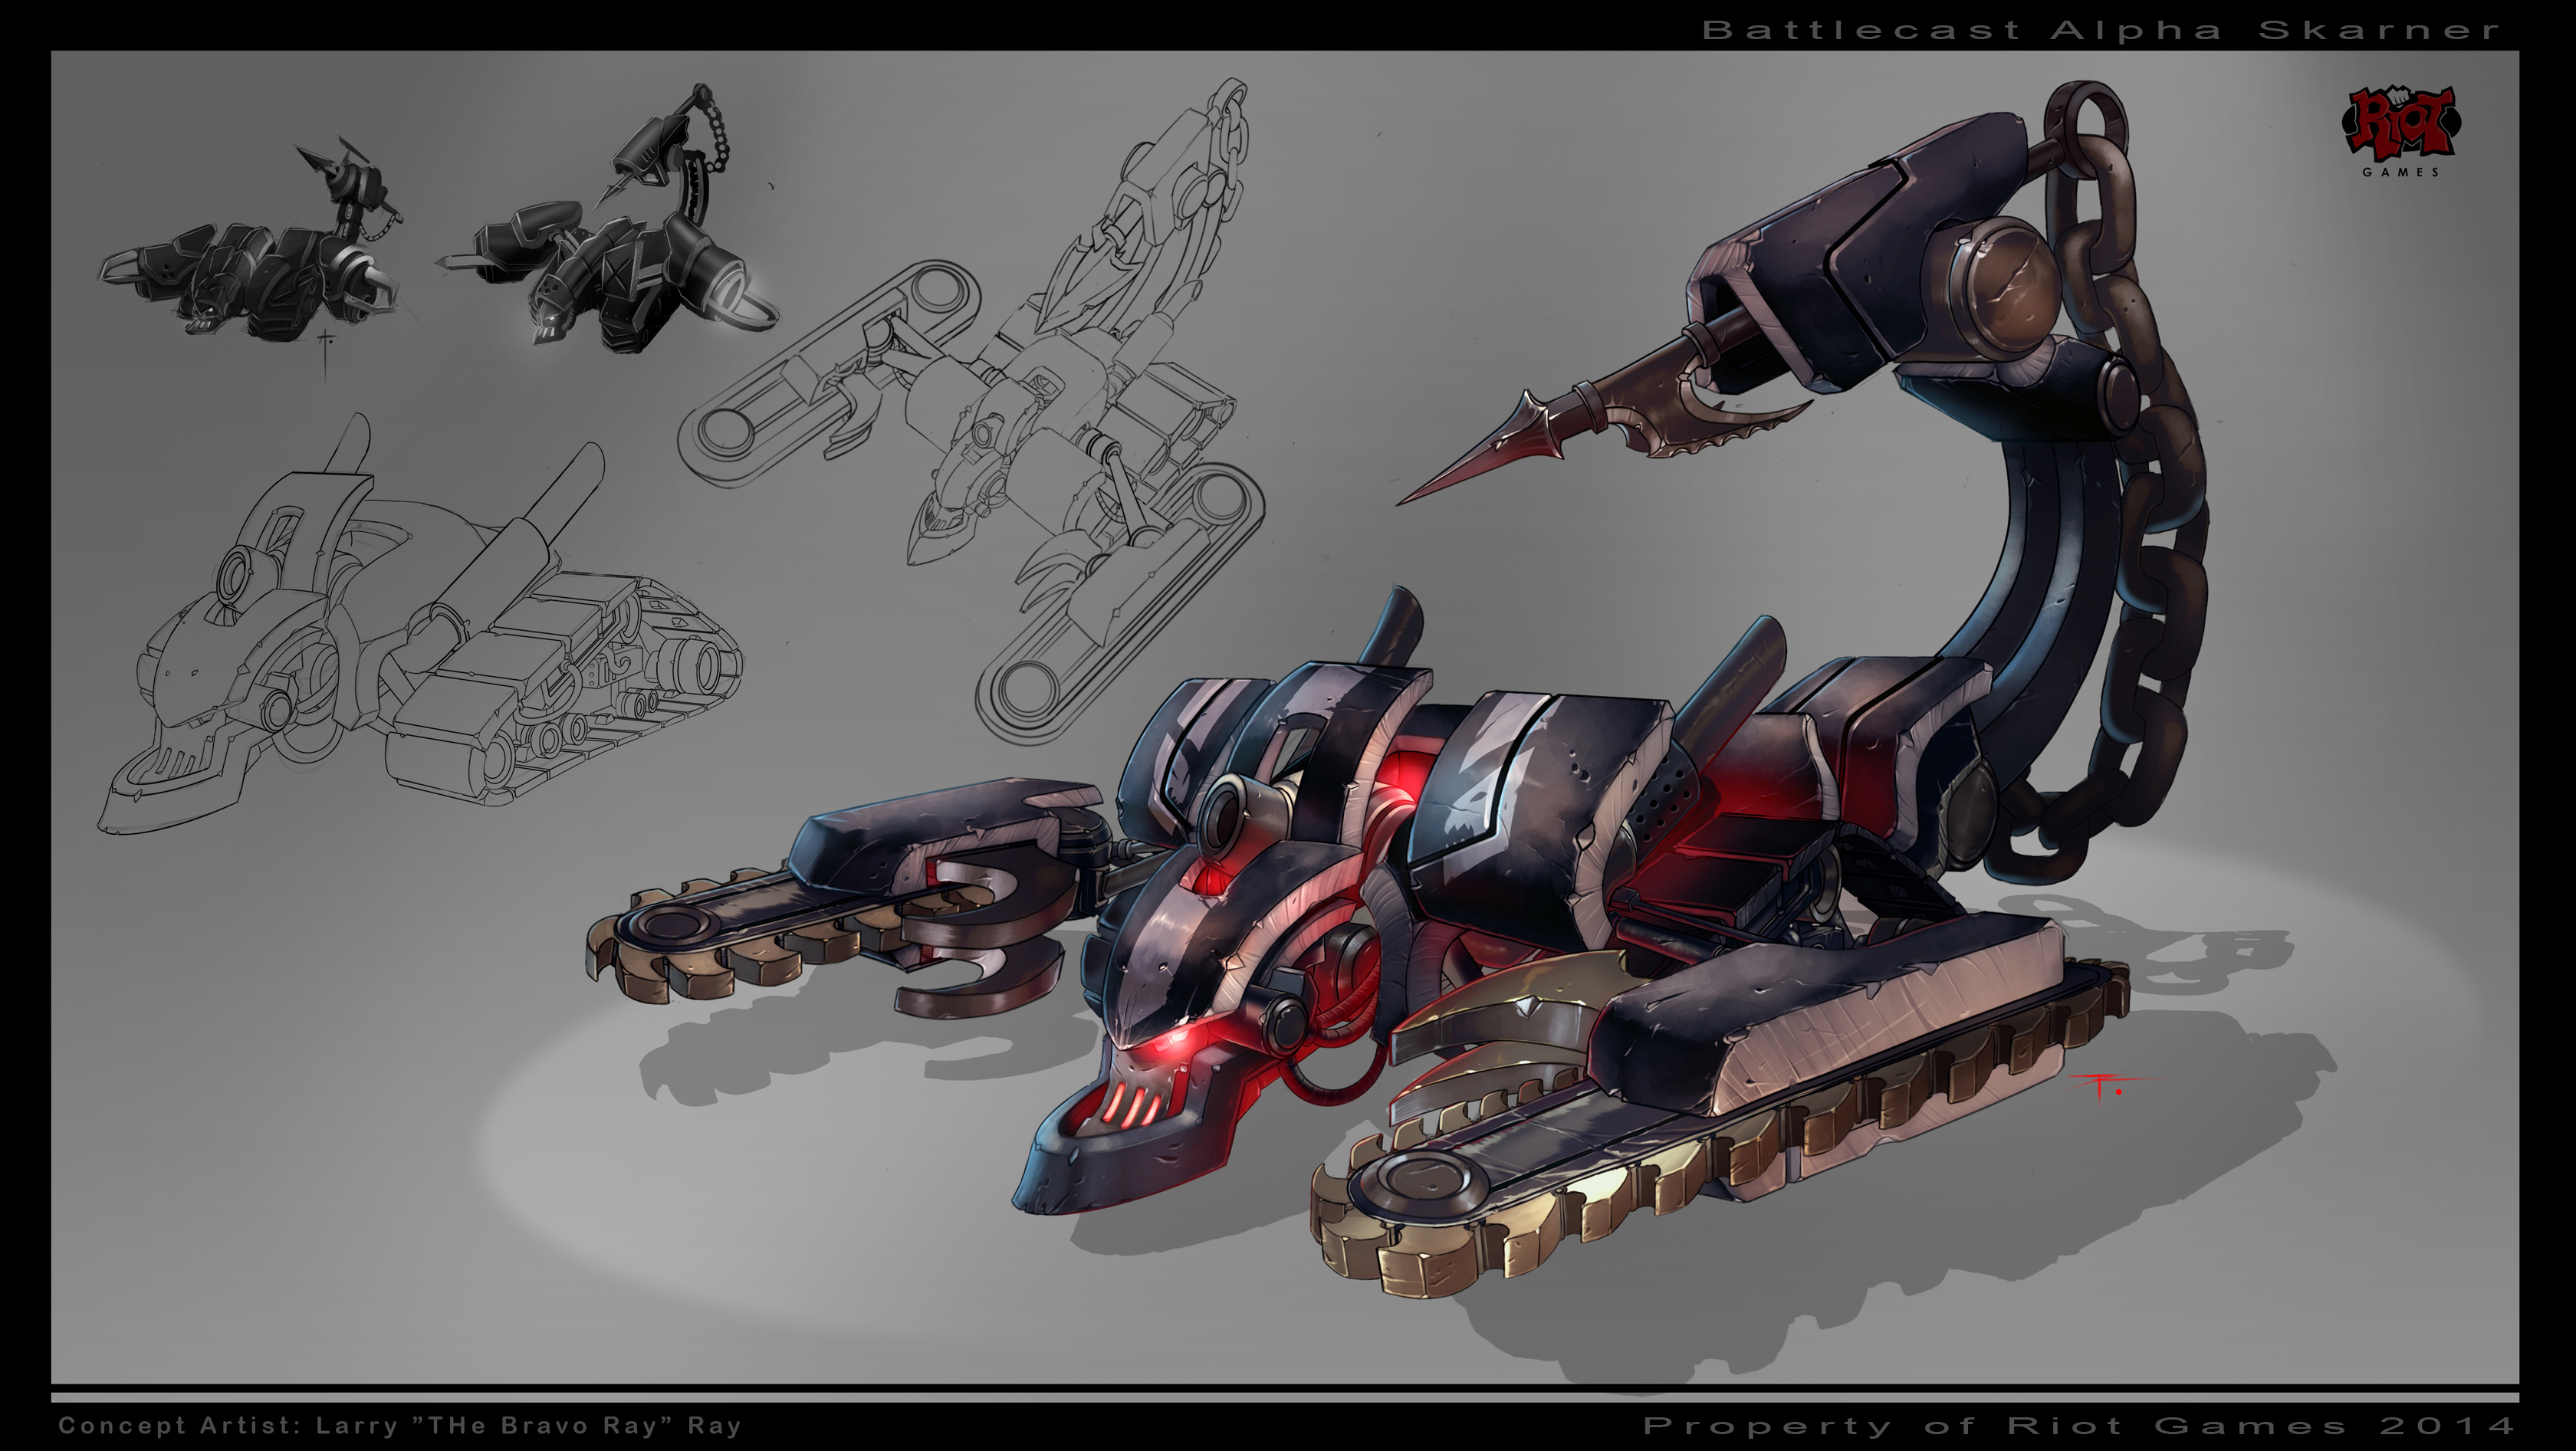 Battlecast Alpha Skarner
RIOT
GAMES
T.
T.
Concept Artist: Larry "THe Bravo Ray" Ray
Property of Riot Games 2014